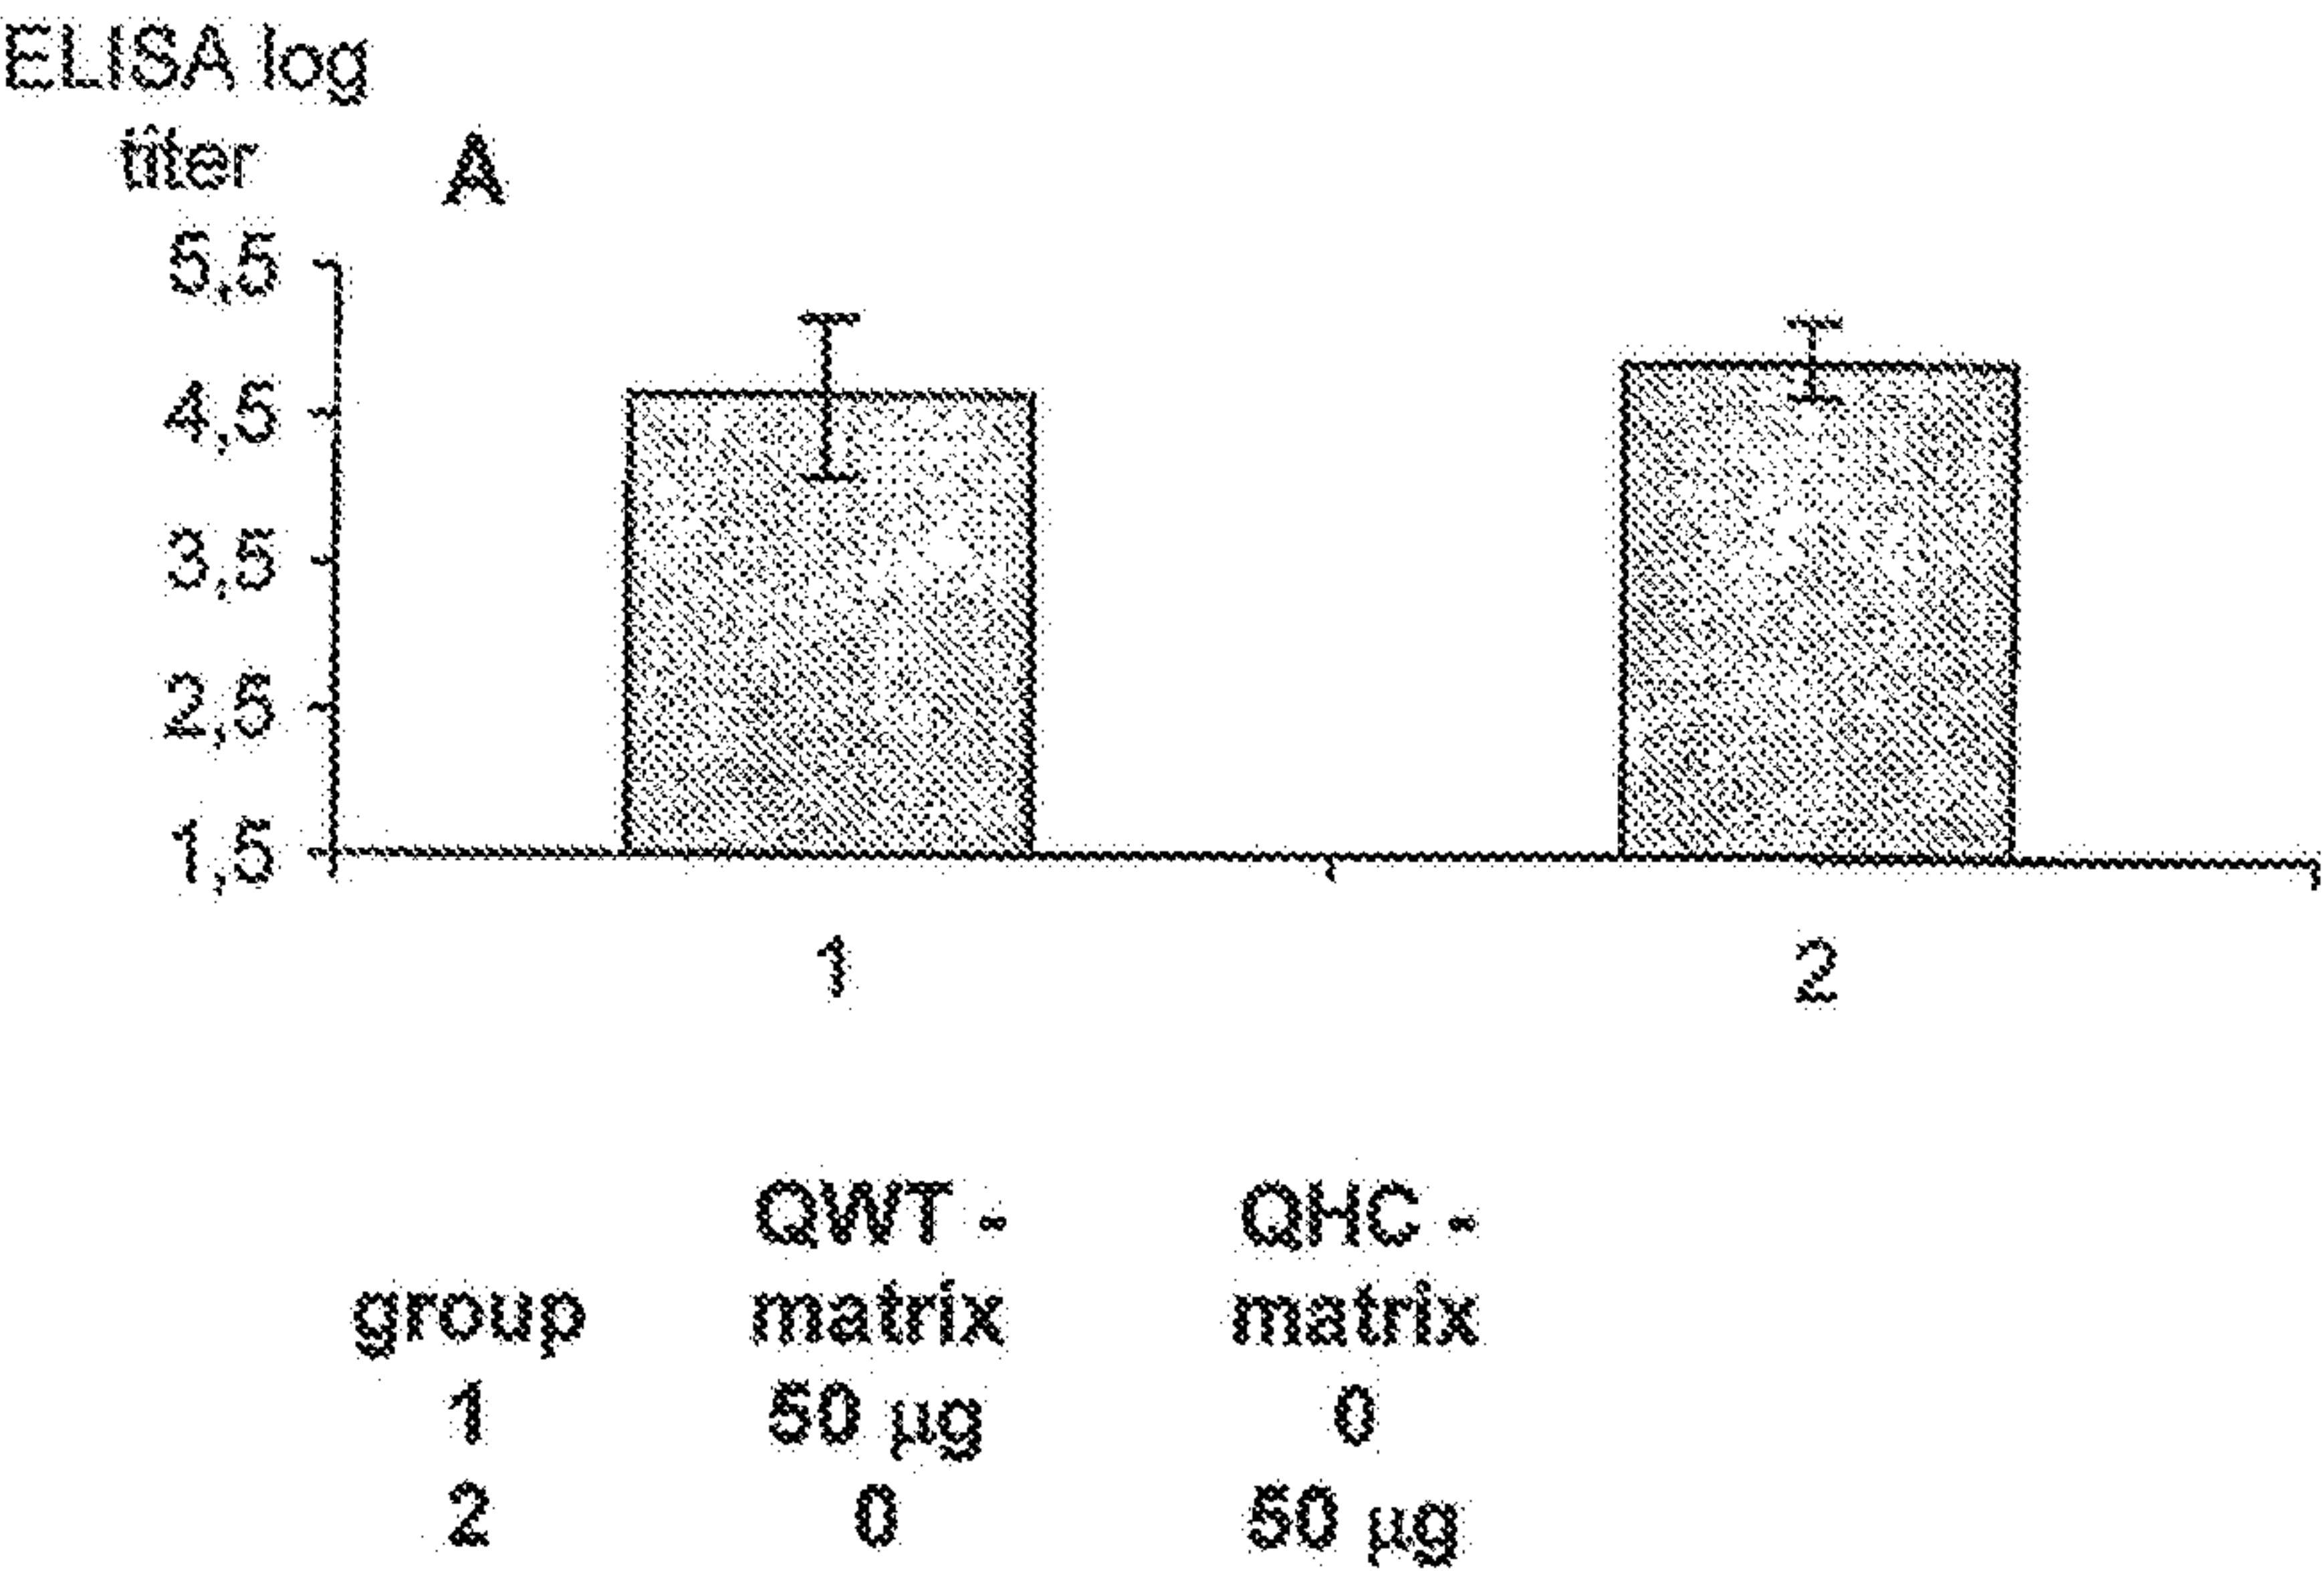 ELISA log
titer
A
5,5
4,5
3,5
2,5
1,5
1 2
QWT - QHC -
group matrix matrix
1 50 µg 0
2 0 50 µg